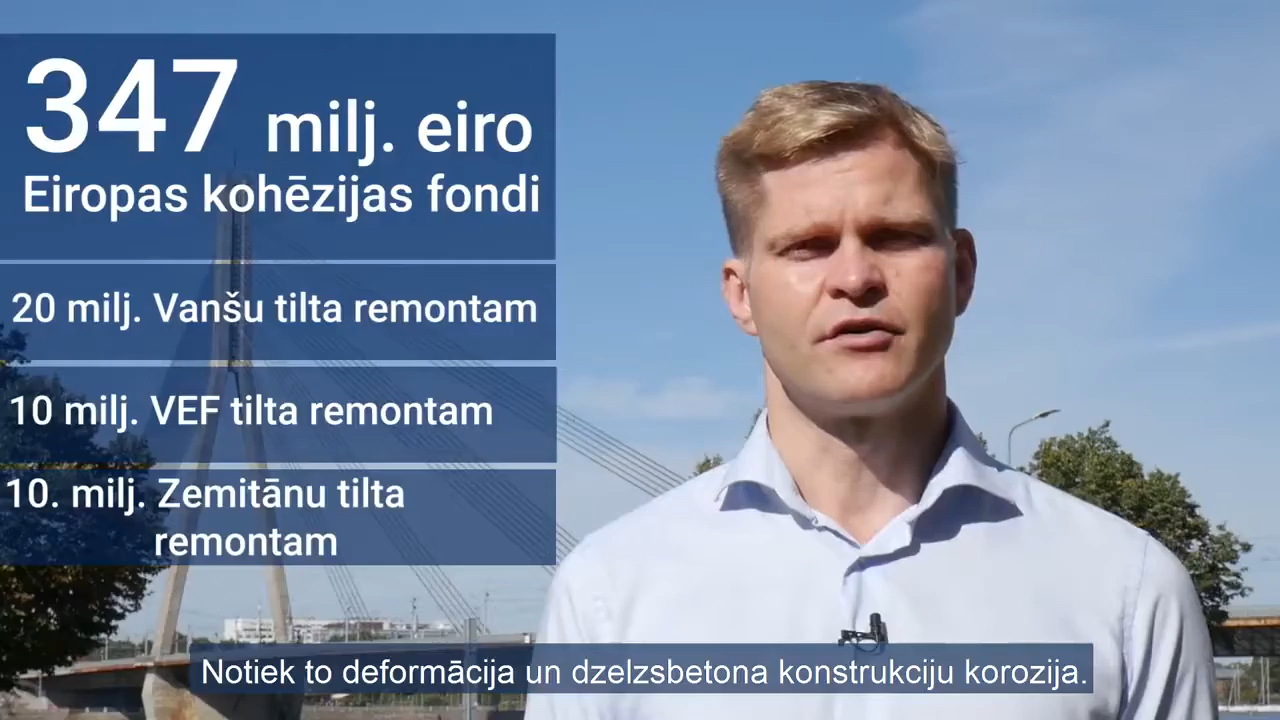 347 milj. eiro
Eiropas kohēzijas fondi
20 milj. Vanšu tilta remontam
10 milj. VEF tilta remontam
10. milj. Zemitānu tilta
remontam
Notiek to deformācija un dzelzsbetona konstrukciju korozija.